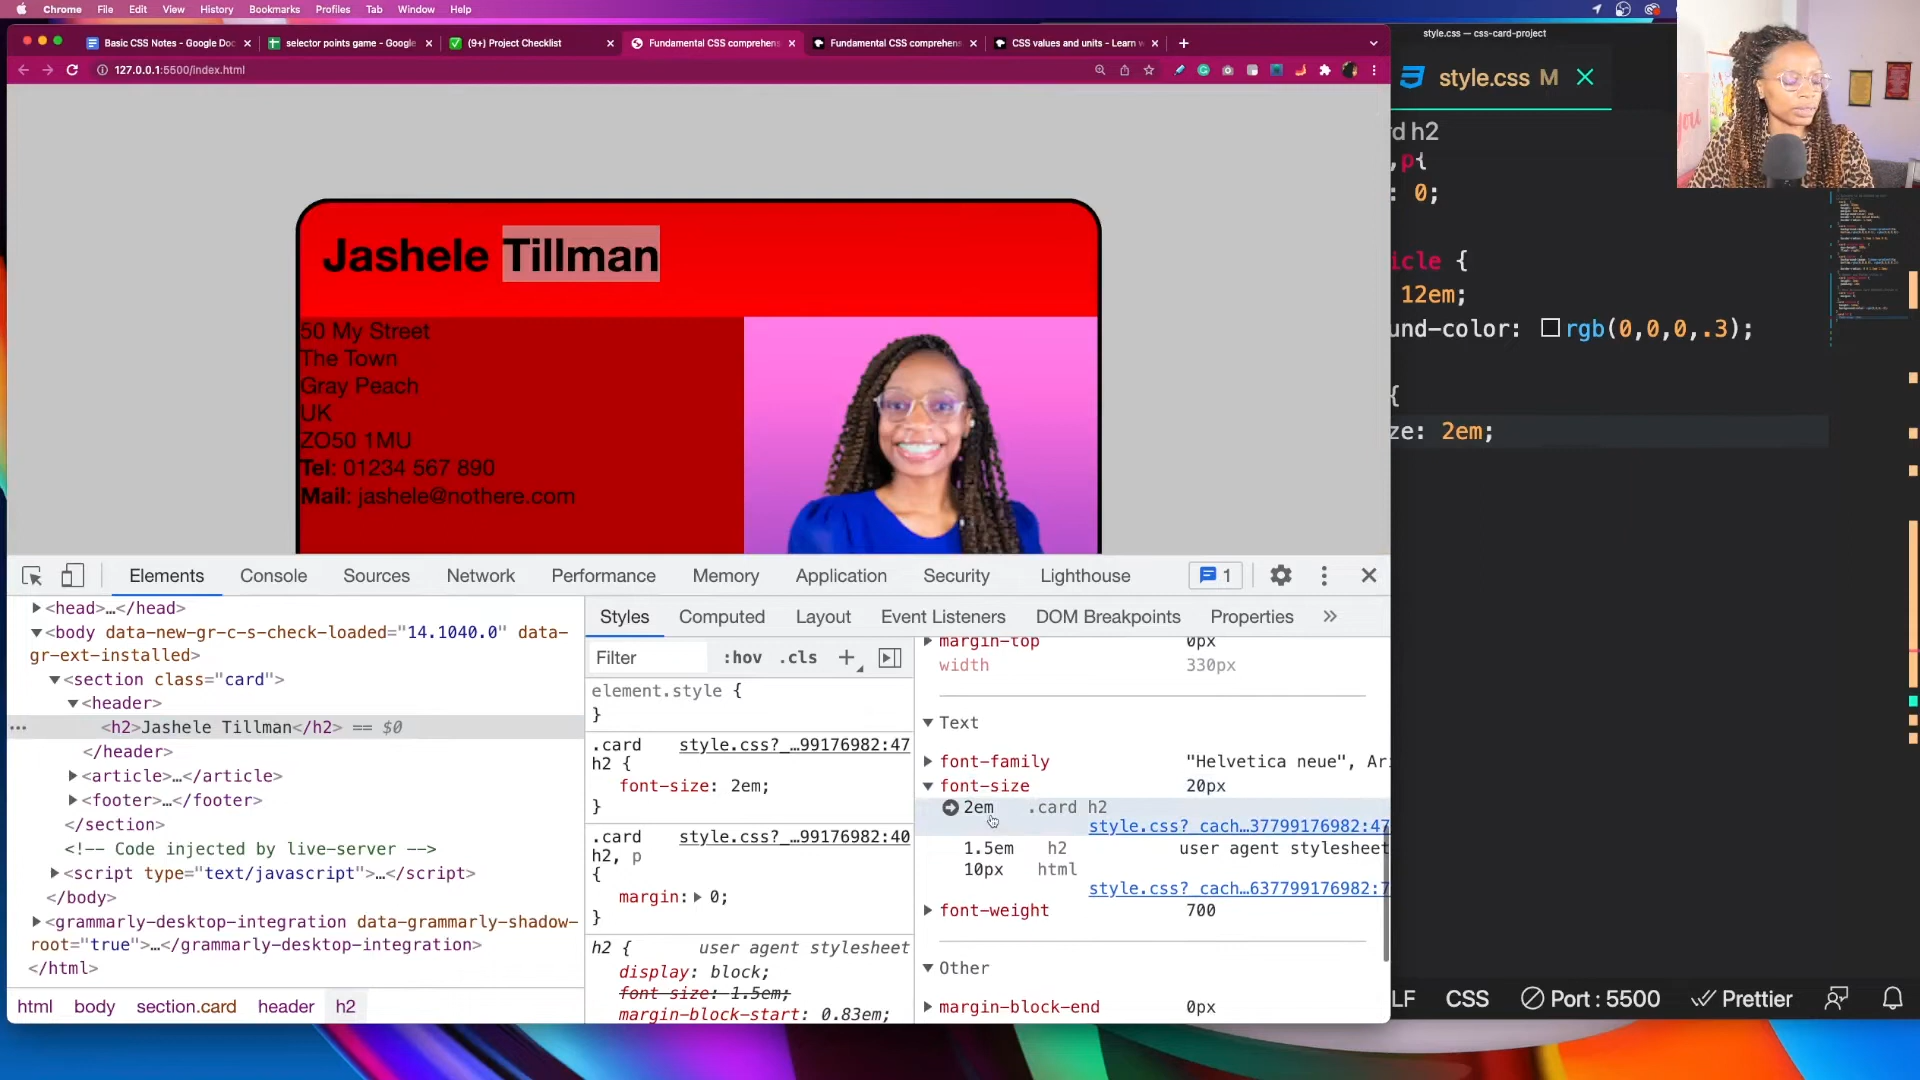 Chrome File Edit View History Bookmarks Profiles Tab Window Help
Basic CSS Notes - Google Doc
selector points game - Google
(9+) Project Checklist
Fundamental CSS comprehens
Fundamental CSS comprehens
CSS values and units - Learn w
127.0.0.1:5500/index.html
style.css — css-card-project
style.css M
d h2
,p{
: 0;
icle {
12em;
und-color: rgb(0,0,0,.3);
{
ze: 2em;
Jashele Tillman
50 My Street
The Town
Gray Peach
UK
ZO50 1MU
Tel: 01234 567 890
Mail: jashele@nothere.com
Elements Console Sources Network Performance Memory Application Security Lighthouse 1
<head>…</head>
<body data-new-gr-c-s-check-loaded="14.1040.0" data-
gr-ext-installed>
<section class="card">
<header>
<h2>Jashele Tillman</h2> == $0
</header>
<article>…</article>
<footer>…</footer>
</section>
<!-- Code injected by live-server -->
<script type="text/javascript">…</script>
</body>
<grammarly-desktop-integration data-grammarly-shadow-
root="true">…</grammarly-desktop-integration>
</html>
html body section.card header h2
Styles Computed Layout Event Listeners DOM Breakpoints Properties »
Filter :hov .cls +
element.style {
}
.card style.css?_…99176982:47
h2 {
font-size: 2em;
}
.card style.css?_…99176982:40
h2, p
{
margin: 0;
}
h2 { user agent stylesheet
display: block;
font-size: 1.5em;
margin-block-start: 0.83em;
margin-top 0px
width 330px
Text
font-family "Helvetica neue", Ari
font-size 20px
2em .card h2
style.css?_cach…37799176982:47
1.5em h2 user agent stylesheet
10px html
style.css?_cach…637799176982:7
font-weight 700
Other
margin-block-end 0px
LF CSS Port : 5500 Prettier